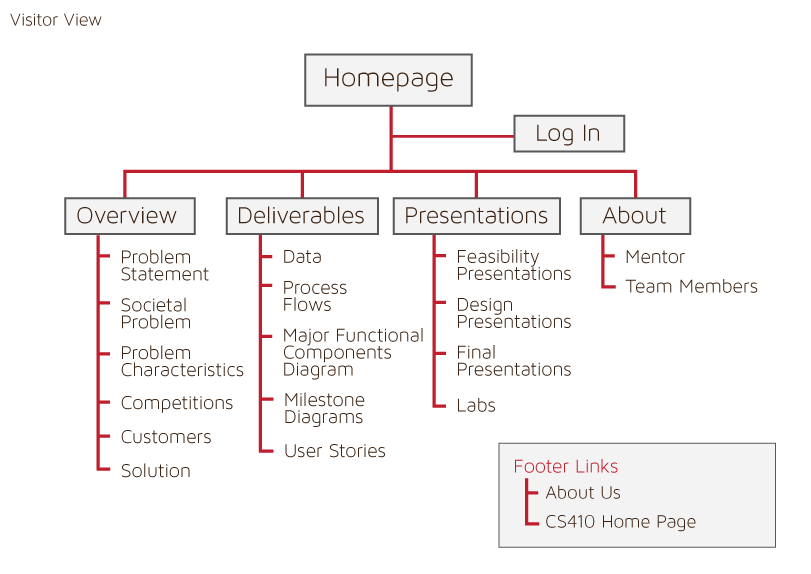 Visitor View
Homepage
Log In
Overview
Problem
Statement
Societal
Problem
Problem
Characteristics
Competitions
Customers
Solution
Deliverables
Data
Process
Flows
Major Functional
Components
Diagram
Milestone
Diagrams
User Stories
Presentations
Feasibility
Presentations
Design
Presentations
Final
Presentations
Labs
About
Mentor
Team Members
Footer Links
About Us
CS410 Home Page